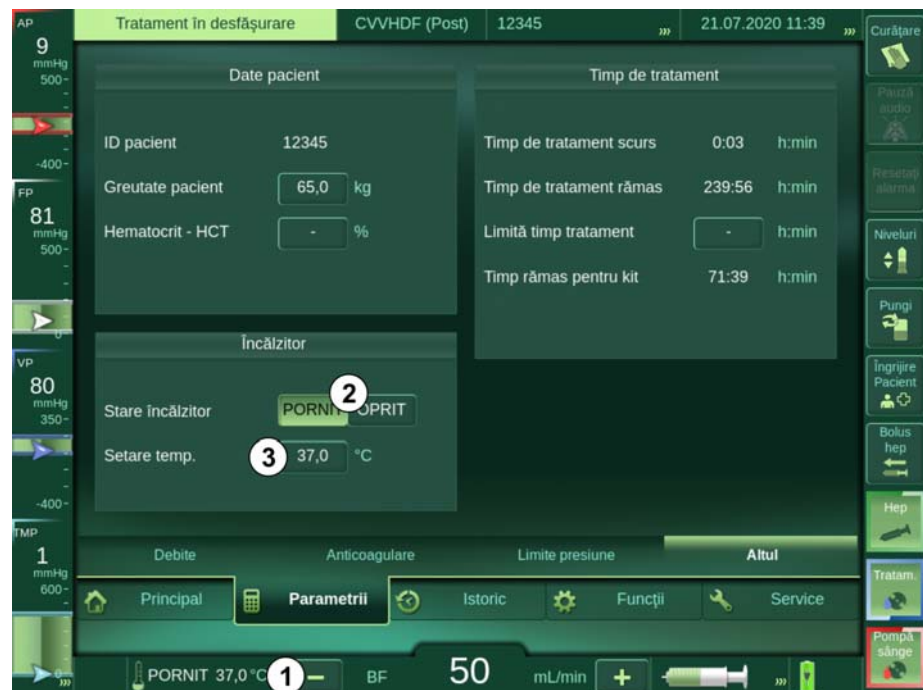 Tratament în desfăşurare CVVHDF (Post) 12345 21.07.2020 11:39
AP
9
mmHg
500
-400
FP
81
mmHg
500
0
VP
80
mmHg
350
-400
TMP
1
mmHg
600
0
Date pacient
ID pacient 12345
Greutate pacient 65,0 kg
Hematocrit - HCT - %
Timp de tratament
Timp de tratament scurs 0:03 h:min
Timp de tratament rămas 239:56 h:min
Limită timp tratament - h:min
Timp rămas pentru kit 71:39 h:min
Încălzitor
Stare încălzitor PORNIT 2 OPRIT
Setare temp. 3 37,0 °C
Debite Anticoagulare Limite presiune Altul
Principal Parametrii Istoric Funcţii Service
PORNIT 37,0 °C 1 − BF 50 mL/min +
Curăţare
Pauză
audio
Resetaţi
alarma
Niveluri
Pungi
Îngrijire
Pacient
Bolus
hep
Hep
Tratam.
Pompă
sânge